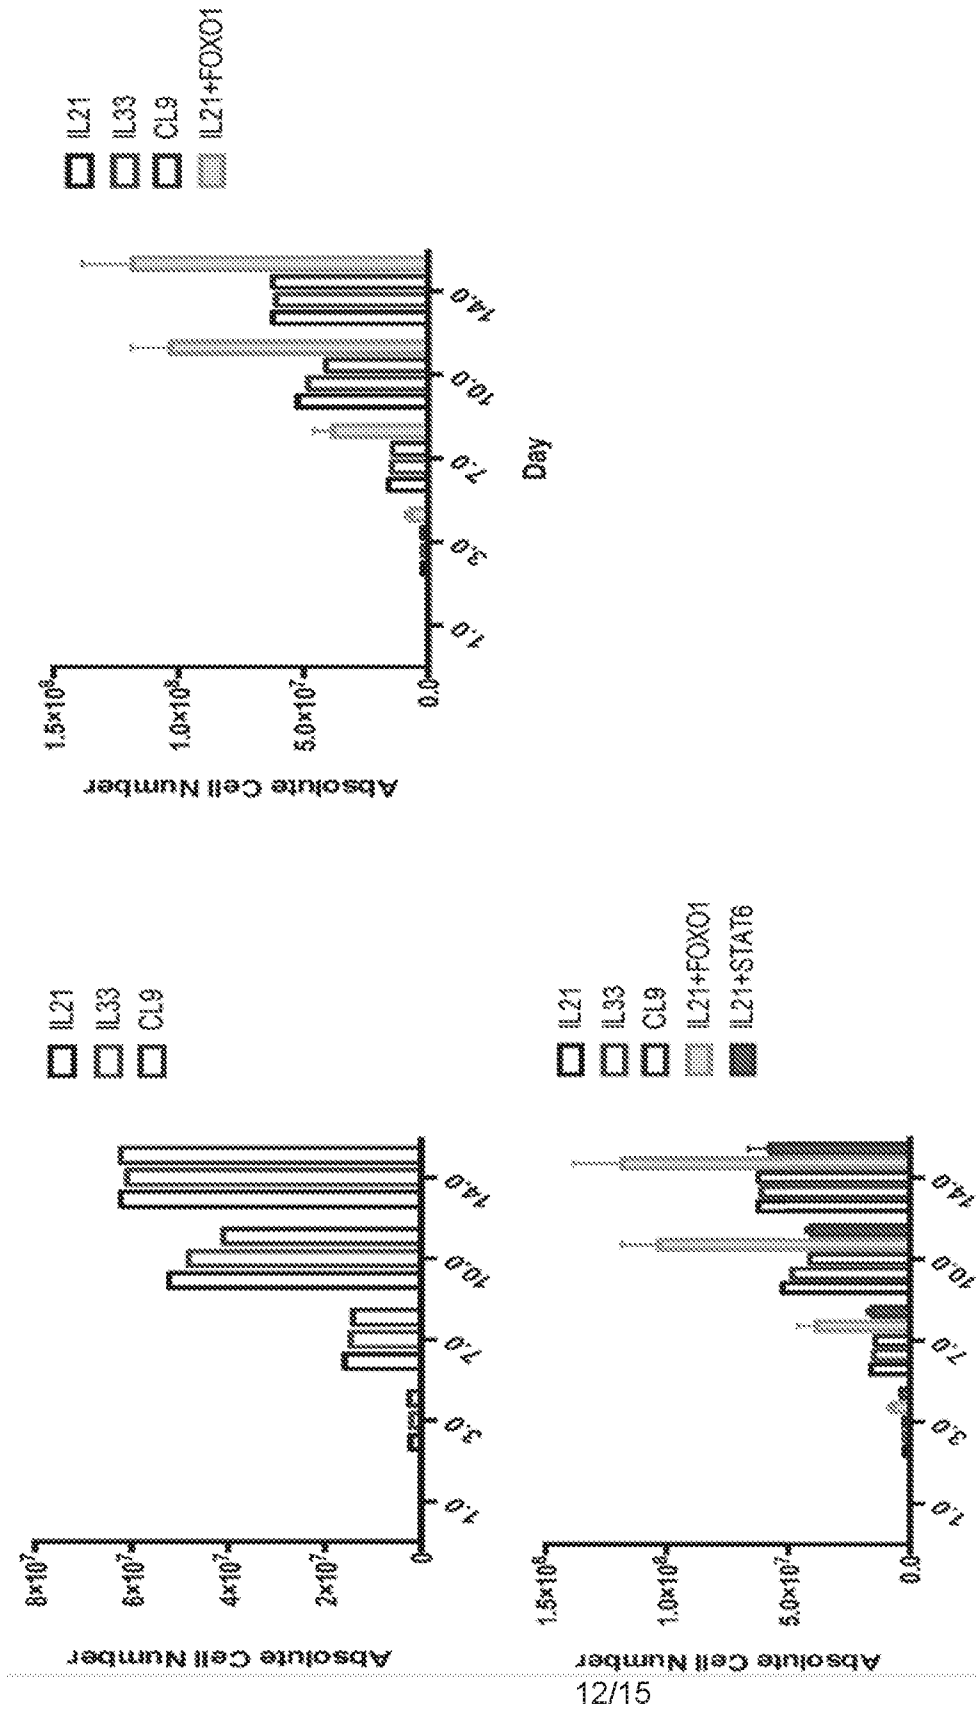 Absolute Cell Number
8×10⁷
6×10⁷
4×10⁷
2×10⁷
0
1.0
3.0
7.0
10.0
14.0
IL21
IL33
CL9
Absolute Cell Number
1.5×10⁸
1.0×10⁸
5.0×10⁷
0.0
1.0
3.0
7.0
10.0
14.0
IL21
IL33
CL9
IL21+FOXO1
IL21+STAT6
Absolute Cell Number
1.5×10⁸
1.0×10⁸
5.0×10⁷
0.0
1.0
3.0
7.0
10.0
14.0
Day
IL21
IL33
CL9
IL21+FOXO1
12/15